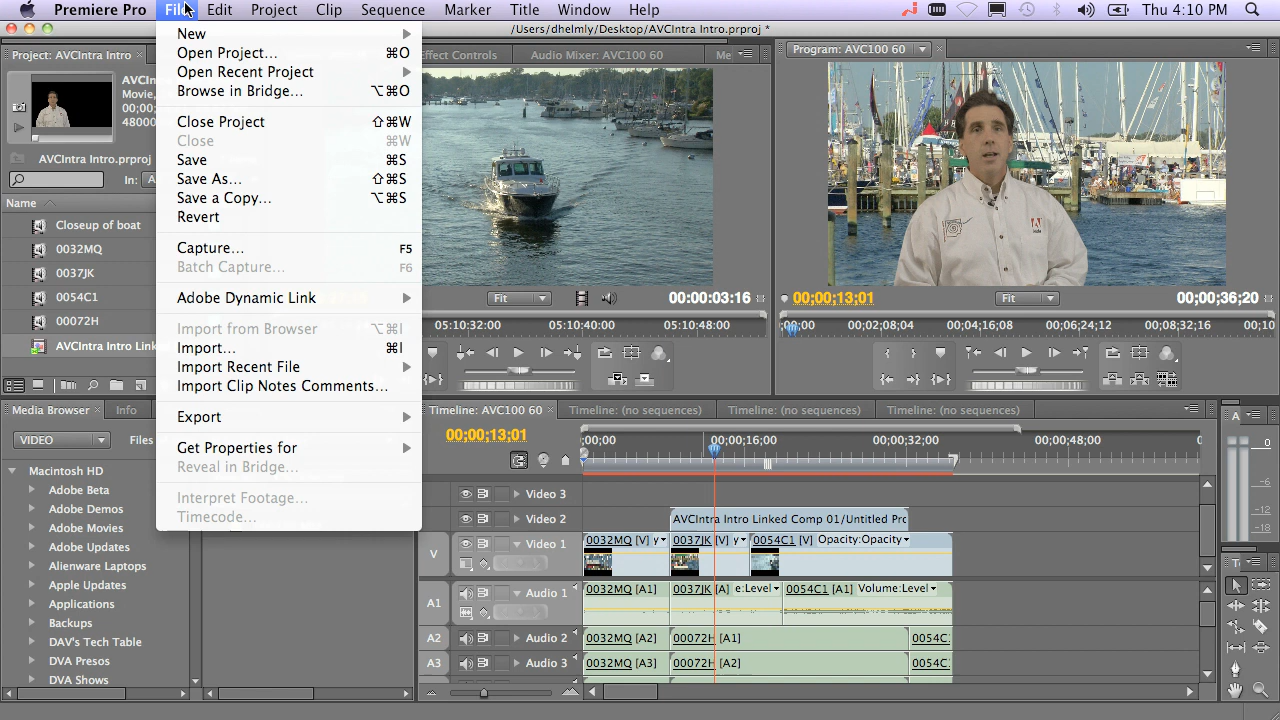 Premiere Pro File Edit Project Clip Sequence Marker Title Window Help Thu 4:10 PM
/Users/dhelmly/Desktop/AVCIntra Intro.prproj *
Project: AVCIntra Intro
AVCIn
Movie,
00;00;
48000
AVCIntra Intro.prproj
In: A
Name
Closeup of boat
0032MQ
0037JK
0054C1
00072H
AVCIntra Intro Link
New
Open Project... ⌘O
Open Recent Project
Browse in Bridge... ⌥⌘O
Close Project ⇧⌘W
Close ⌘W
Save ⌘S
Save As... ⇧⌘S
Save a Copy... ⌥⌘S
Revert
Capture... F5
Batch Capture... F6
Adobe Dynamic Link
Import from Browser ⌥⌘I
Import... ⌘I
Import Recent File
Import Clip Notes Comments...
Export
Get Properties for
Reveal in Bridge...
Interpret Footage...
Timecode...
Effect Controls Audio Mixer: AVC100 60 Me
Fit 00:00:03:16
05:10:32:00 05:10:40:00 05:10:48:00
Program: AVC100 60
00;00;13;01 Fit 00;00;36;20
;00;00 00;02;08;04 00;04;16;08 00;06;24;12 00;08;32;16 00;10
Media Browser Info
VIDEO Files
Macintosh HD
Adobe Beta
Adobe Demos
Adobe Movies
Adobe Updates
Alienware Laptops
Apple Updates
Applications
Backups
DAV's Tech Table
DVA Presos
DVA Shows
Timeline: AVC100 60 Timeline: (no sequences) Timeline: (no sequences) Timeline: (no sequences)
00;00;13;01 ;00;00 00;00;16;00 00;00;32;00 00;00;48;00 0
Video 3
Video 2 AVCIntra Intro Linked Comp 01/Untitled Pro
V Video 1 0032MQ [V] y 0037JK [V] y 0054C1 [V] Opacity:Opacity
A1 Audio 1 0032MQ [A1] 0037JK [A] e:Level 0054C1 [A1] Volume:Level
A2 Audio 2 0032MQ [A2] 00072H [A1] 0054C:
A3 Audio 3 0032MQ [A3] 00072H [A2] 0054C:
A
0
-6
-12
-18
To